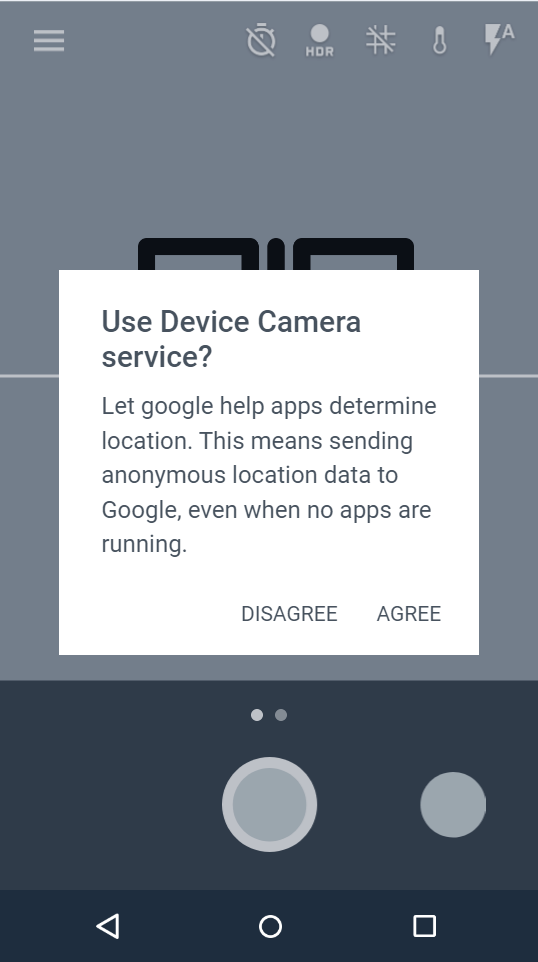 HDR
A
Use Device Camera
service?
Let google help apps determine
location. This means sending
anonymous location data to
Google, even when no apps are
running.
DISAGREE AGREE